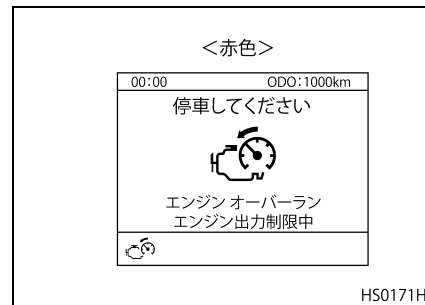 ＜赤色＞
00:00 ODO:1000km
停車してください
エンジン オーバーラン
エンジン出力制限中
HS0171H